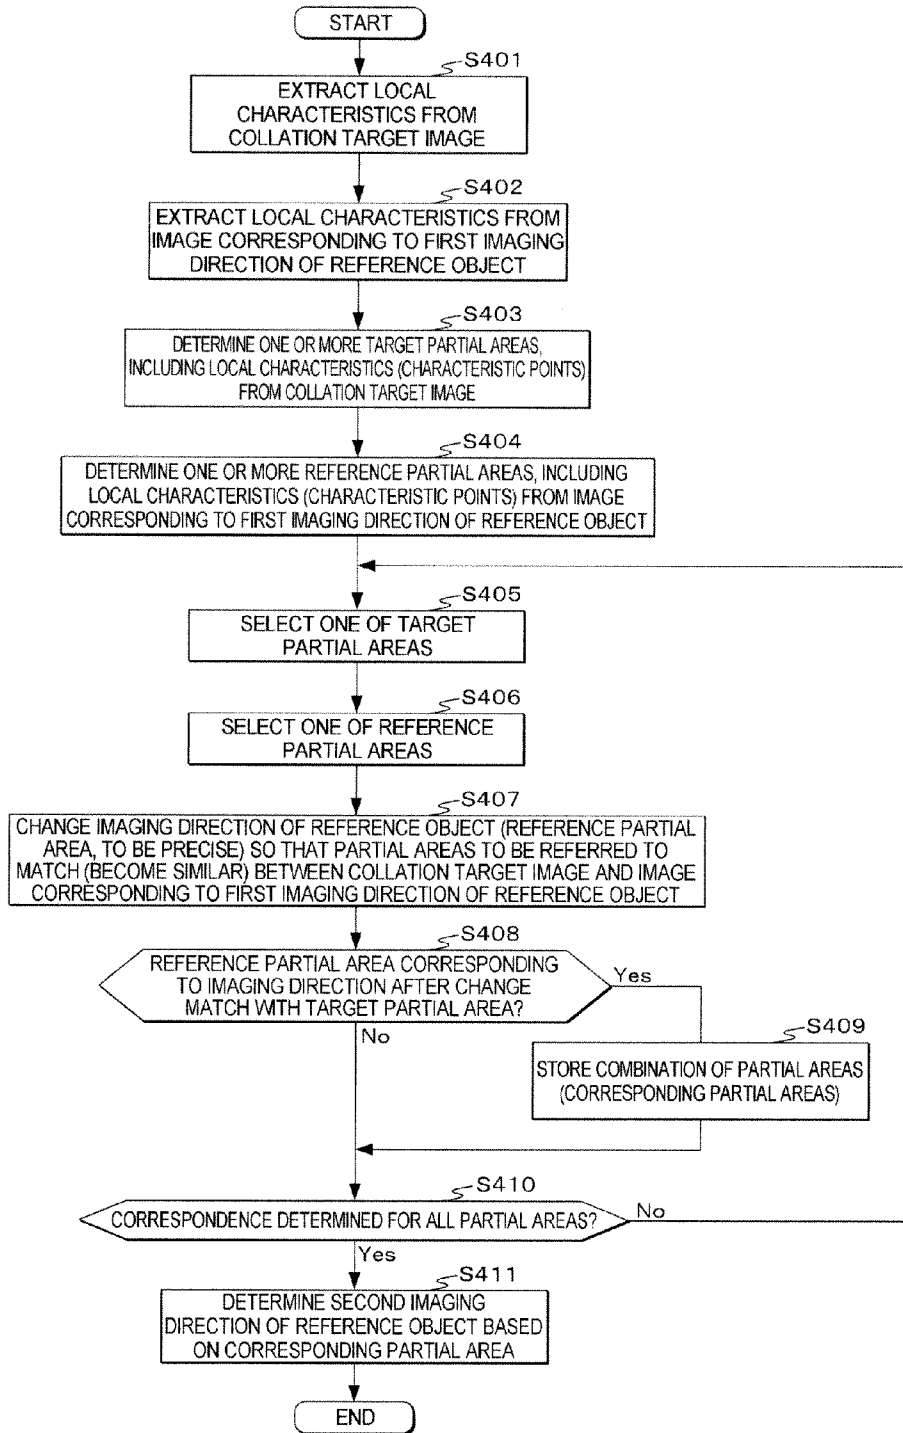 START
S401
EXTRACT LOCAL
CHARACTERISTICS FROM
COLLATION TARGET IMAGE
S402
EXTRACT LOCAL CHARACTERISTICS FROM
IMAGE CORRESPONDING TO FIRST IMAGING
DIRECTION OF REFERENCE OBJECT
S403
DETERMINE ONE OR MORE TARGET PARTIAL AREAS,
INCLUDING LOCAL CHARACTERISTICS (CHARACTERISTIC POINTS)
FROM COLLATION TARGET IMAGE
S404
DETERMINE ONE OR MORE REFERENCE PARTIAL AREAS, INCLUDING
LOCAL CHARACTERISTICS (CHARACTERISTIC POINTS) FROM IMAGE
CORRESPONDING TO FIRST IMAGING DIRECTION OF REFERENCE OBJECT
S405
SELECT ONE OF TARGET
PARTIAL AREAS
S406
SELECT ONE OF REFERENCE
PARTIAL AREAS
S407
CHANGE IMAGING DIRECTION OF REFERENCE OBJECT (REFERENCE PARTIAL
AREA, TO BE PRECISE) SO THAT PARTIAL AREAS TO BE REFERRED TO
MATCH (BECOME SIMILAR) BETWEEN COLLATION TARGET IMAGE AND IMAGE
CORRESPONDING TO FIRST IMAGING DIRECTION OF REFERENCE OBJECT
S408
REFERENCE PARTIAL AREA CORRESPONDING
TO IMAGING DIRECTION AFTER CHANGE
MATCH WITH TARGET PARTIAL AREA?
Yes
No
S409
STORE COMBINATION OF PARTIAL AREAS
(CORRESPONDING PARTIAL AREAS)
S410
CORRESPONDENCE DETERMINED FOR ALL PARTIAL AREAS?
No
Yes
S411
DETERMINE SECOND IMAGING
DIRECTION OF REFERENCE OBJECT BASED
ON CORRESPONDING PARTIAL AREA
END